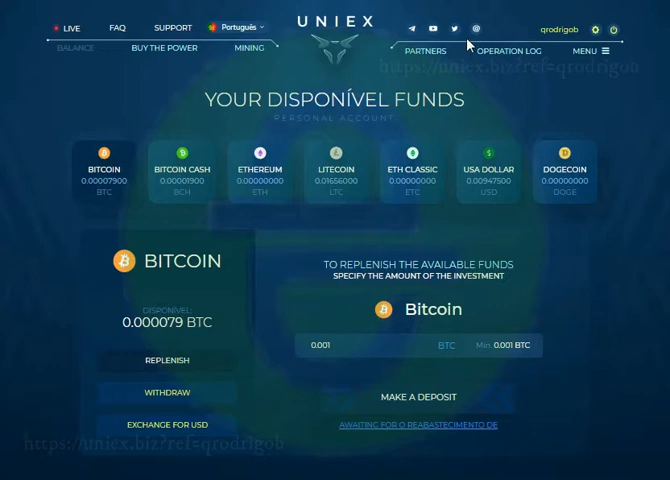 UNIEX
LIVE FAQ SUPPORT Português qrodrigob
BALANCE BUY THE POWER MINING PARTNERS OPERATION LOG MENU
https://uniex.biz?ref=qrodrigob
YOUR DISPONÍVEL FUNDS
PERSONAL ACCOUNT
BITCOIN BITCOIN CASH ETHEREUM LITECOIN ETH CLASSIC USA DOLLAR DOGECOIN
0.00007900 0.00001900 0.00000000 0.01656000 0.00000000 0.00947500 0.00000000
BTC BCH ETH LTC ETC USD DOGE
BITCOIN
DISPONÍVEL:
0.000079 BTC
REPLENISH
WITHDRAW
EXCHANGE FOR USD
TO REPLENISH THE AVAILABLE FUNDS
SPECIFY THE AMOUNT OF THE INVESTMENT
Bitcoin
0.001 BTC Min: 0.001 BTC
MAKE A DEPOSIT
AWAITING FOR O REABASTECIMENTO DE
https://uniex.biz?ref=qrodrigob